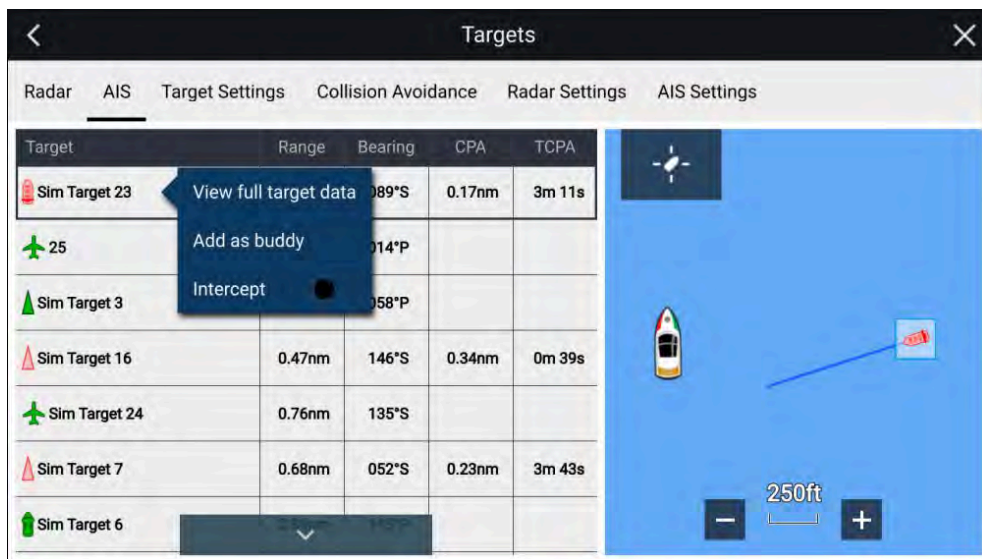 Targets
Radar AIS Target Settings Collision Avoidance Radar Settings AIS Settings
Target Range Bearing CPA TCPA
Sim Target 23 089°S 0.17nm 3m 11s
View full target data
25 014°P
Add as buddy
Intercept
Sim Target 3 058°P
Sim Target 16 0.47nm 146°S 0.34nm 0m 39s
Sim Target 24 0.76nm 135°S
Sim Target 7 0.68nm 052°S 0.23nm 3m 43s
Sim Target 6
250ft